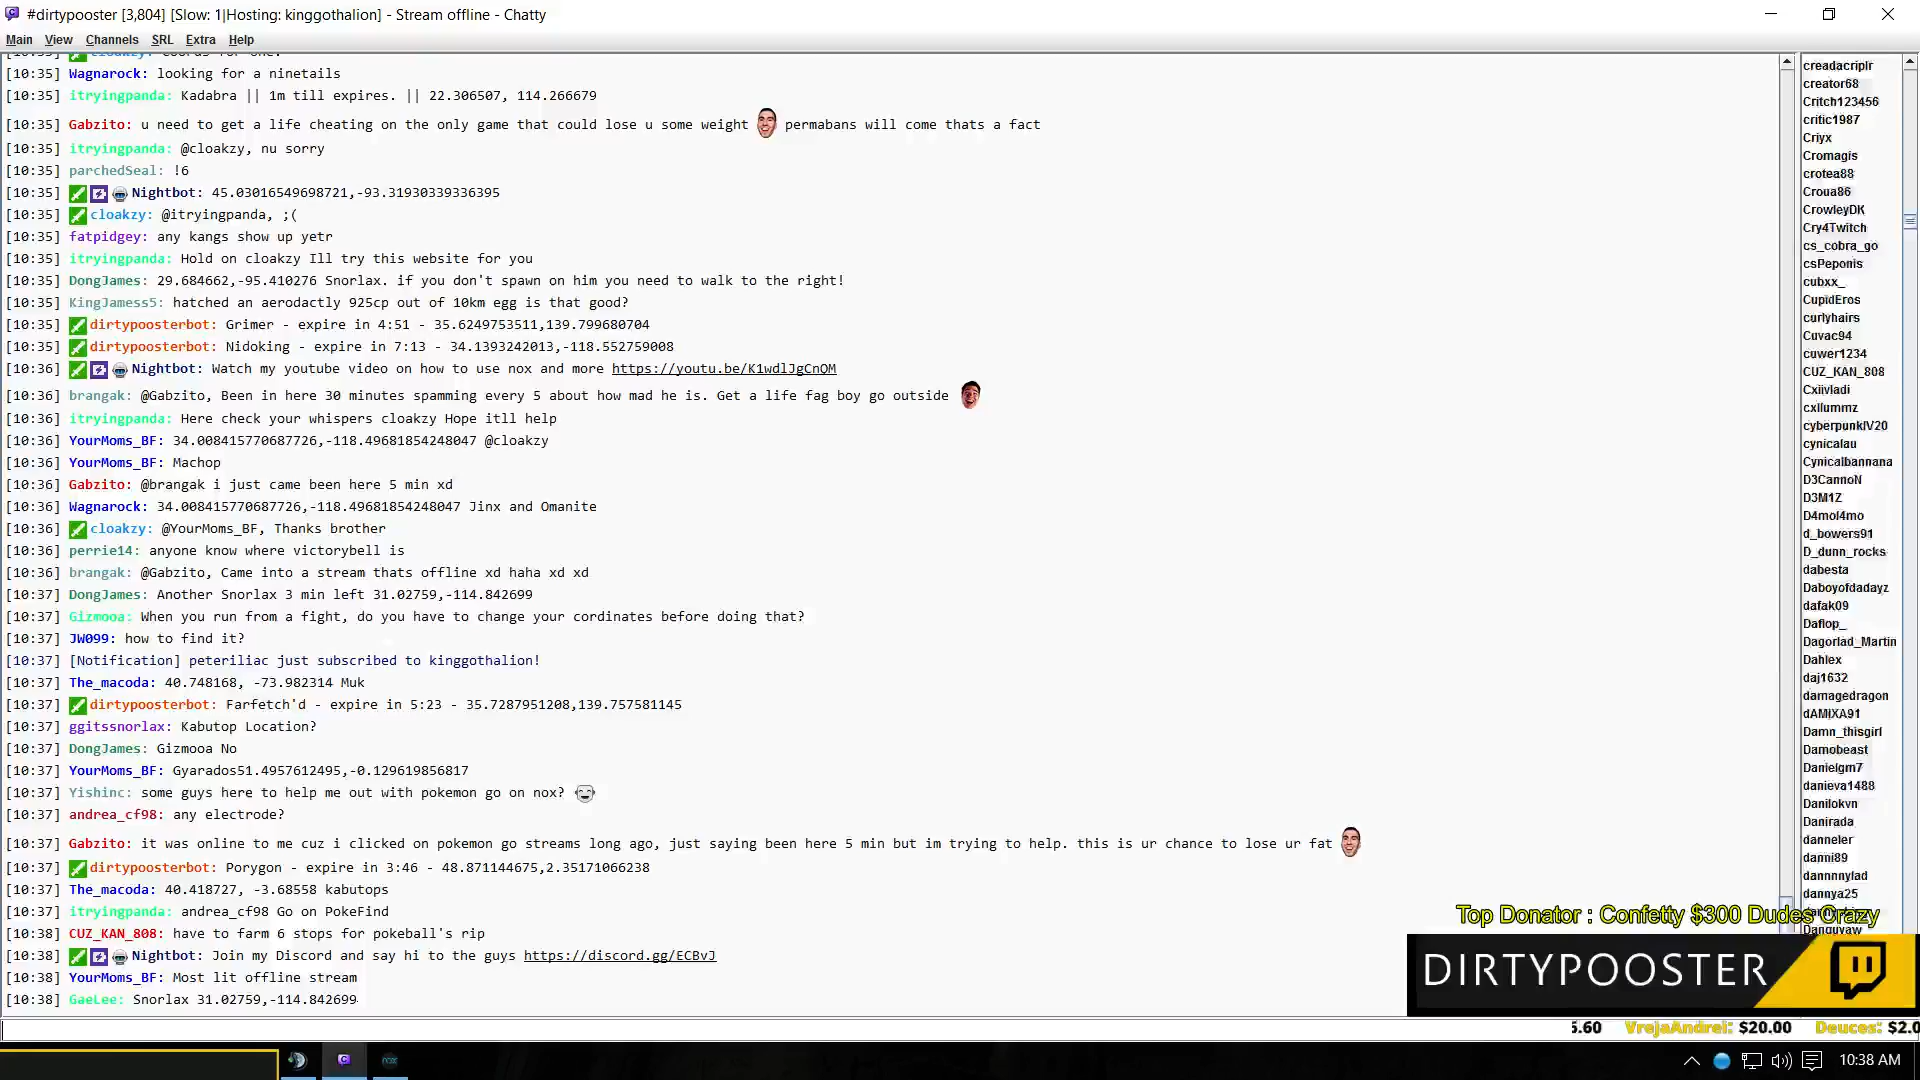 #dirtypooster [3,804] [Slow: 1|Hosting: kinggothalion] - Stream offline - Chatty
Main View Channels SRL Extra Help
[10:35] Wagnarock: looking for a ninetails
[10:35] itryingpanda: Kadabra || 1m till expires. || 22.306507, 114.266679
[10:35] Gabzito: u need to get a life cheating on the only game that could lose u some weight permabans will come thats a fact
[10:35] itryingpanda: @cloakzy, nu sorry
[10:35] parchedSeal: !6
[10:35] Nightbot: 45.03016549698721,-93.31930339336395
[10:35] cloakzy: @itryingpanda, ;(
[10:35] fatpidgey: any kangs show up yetr
[10:35] itryingpanda: Hold on cloakzy Ill try this website for you
[10:35] DongJames: 29.684662,-95.410276 Snorlax. if you don't spawn on him you need to walk to the right!
[10:35] KingJamess5: hatched an aerodactly 925cp out of 10km egg is that good?
[10:35] dirtypoosterbot: Grimer - expire in 4:51 - 35.6249753511,139.799680704
[10:35] dirtypoosterbot: Nidoking - expire in 7:13 - 34.1393242013,-118.552759008
[10:36] Nightbot: Watch my youtube video on how to use nox and more https://youtu.be/K1wdlJgCnQM
[10:36] brangak: @Gabzito, Been in here 30 minutes spamming every 5 about how mad he is. Get a life fag boy go outside
[10:36] itryingpanda: Here check your whispers cloakzy Hope itll help
[10:36] YourMoms_BF: 34.008415770687726,-118.49681854248047 @cloakzy
[10:36] YourMoms_BF: Machop
[10:36] Gabzito: @brangak i just came been here 5 min xd
[10:36] Wagnarock: 34.008415770687726,-118.49681854248047 Jinx and Omanite
[10:36] cloakzy: @YourMoms_BF, Thanks brother
[10:36] perrie14: anyone know where victorybell is
[10:36] brangak: @Gabzito, Came into a stream thats offline xd haha xd xd
[10:37] DongJames: Another Snorlax 3 min left 31.02759,-114.842699
[10:37] Gizmooa: When you run from a fight, do you have to change your cordinates before doing that?
[10:37] JW099: how to find it?
[10:37] [Notification] peteriliac just subscribed to kinggothalion!
[10:37] The_macoda: 40.748168, -73.982314 Muk
[10:37] dirtypoosterbot: Farfetch'd - expire in 5:23 - 35.7287951208,139.757581145
[10:37] ggitssnorlax: Kabutop Location?
[10:37] DongJames: Gizmooa No
[10:37] YourMoms_BF: Gyarados51.4957612495,-0.129619856817
[10:37] Yishinc: some guys here to help me out with pokemon go on nox?
[10:37] andrea_cf98: any electrode?
[10:37] Gabzito: it was online to me cuz i clicked on pokemon go streams long ago, just saying been here 5 min but im trying to help. this is ur chance to lose ur fat
[10:37] dirtypoosterbot: Porygon - expire in 3:46 - 48.871144675,2.35171066238
[10:37] The_macoda: 40.418727, -3.68558 kabutops
[10:37] itryingpanda: andrea_cf98 Go on PokeFind
[10:38] CUZ_KAN_808: have to farm 6 stops for pokeball's rip
[10:38] Nightbot: Join my Discord and say hi to the guys https://discord.gg/ECBvJ
[10:38] YourMoms_BF: Most lit offline stream
[10:38] GaeLee: Snorlax 31.02759,-114.842699
creadacriplr
creator68
Critch123456
critic1987
Criyx
Cromagis
crotea88
Croua86
CrowleyDK
Cry4Twitch
cs_cobra_go
csPeponis
cubxx_
CupidEros
curlyhairs
Cuvac94
cuwer1234
CUZ_KAN_808
Cxiivladi
cxilummz
cyberpunkIV20
cynicalau
Cynicalbannana
D3CannoN
D3M1Z
D4mol4mo
d_bowers91
D_dunn_rocks
dabesta
Daboyofdadayz
dafak09
Daflop_
Dagorlad_Martin
Dahlex
daj1632
damagedragon
dAMIXA91
Damn_thisgirl
Damobeast
Danielgm7
danieva1488
Danilokvn
Danirada
danneler
danni89
dannnnylad
dannya25
Top Donator : Confetty $300 Dudes Crazy
DIRTYPOOSTER
5.60 VrejaAndrei: $20.00 Deuces: $2.0
nox
10:38 AM